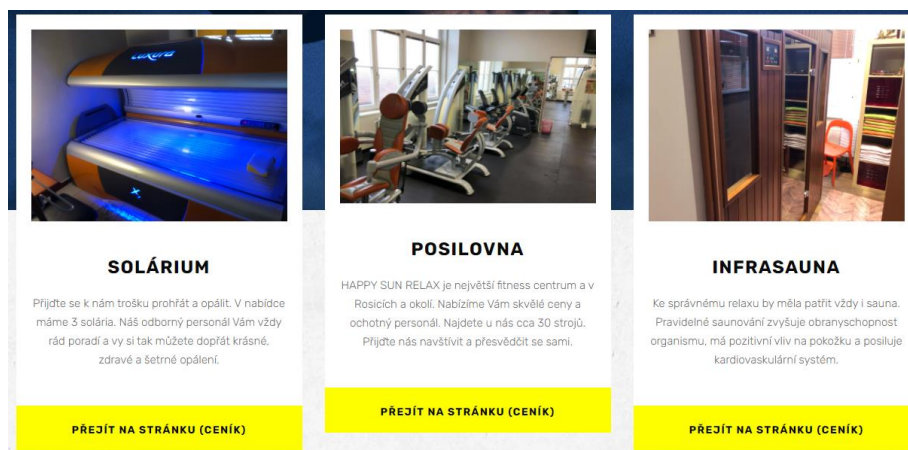 Luxura
X
SOLÁRIUM
Přijďte se k nám trošku prohřát a opálit. V nabídce
máme 3 solária. Náš odborný personál Vám vždy
rád poradí a vy si tak můžete dopřát krásné,
zdravé a šetrné opálení.
PŘEJÍT NA STRÁNKU (CENÍK)
POSILOVNA
HAPPY SUN RELAX je největší fitness centrum a v
Rosicích a okolí. Nabízíme Vám skvělé ceny a
ochotný personál. Najdete u nás cca 30 strojů.
Přijďte nás navštívit a přesvědčit se sami.
PŘEJÍT NA STRÁNKU (CENÍK)
INFRASAUNA
Ke správnému relaxu by měla patřit vždy i sauna.
Pravidelné saunování zvyšuje obranyschopnost
organismu, má pozitivní vliv na pokožku a posiluje
kardiovaskulární systém.
PŘEJÍT NA STRÁNKU (CENÍK)